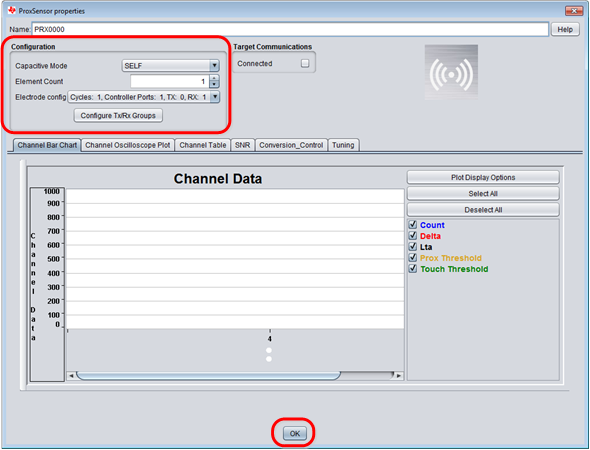 ProxSensor properties
Name: PRX0000 Help
Configuration
Capacitive Mode SELF
Element Count 1
Electrode config Cycles: 1, Controller Ports: 1, TX: 0, RX: 1
Configure Tx/Rx Groups
Target Communications
Connected
Channel Bar Chart Channel Oscilloscope Plot Channel Table SNR Conversion_Control Tuning
Channel Data
Channel Data
1000
900
800
700
600
500
400
300
200
100
0
4
Plot Display Options
Select All
Deselect All
Count
Delta
Lta
Prox Threshold
Touch Threshold
OK